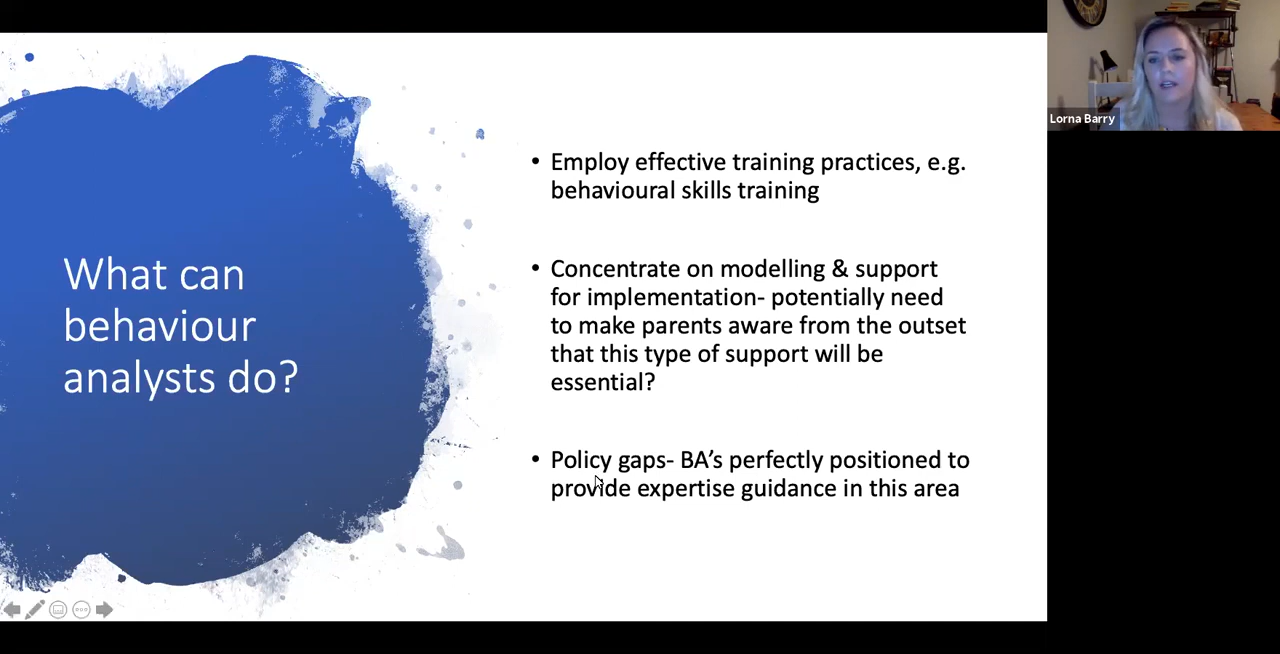 What can
behaviour
analysts do?
• Employ effective training practices, e.g.
behavioural skills training
• Concentrate on modelling & support
for implementation- potentially need
to make parents aware from the outset
that this type of support will be
essential?
• Policy gaps- BA's perfectly positioned to
provide expertise guidance in this area
Lorna Barry